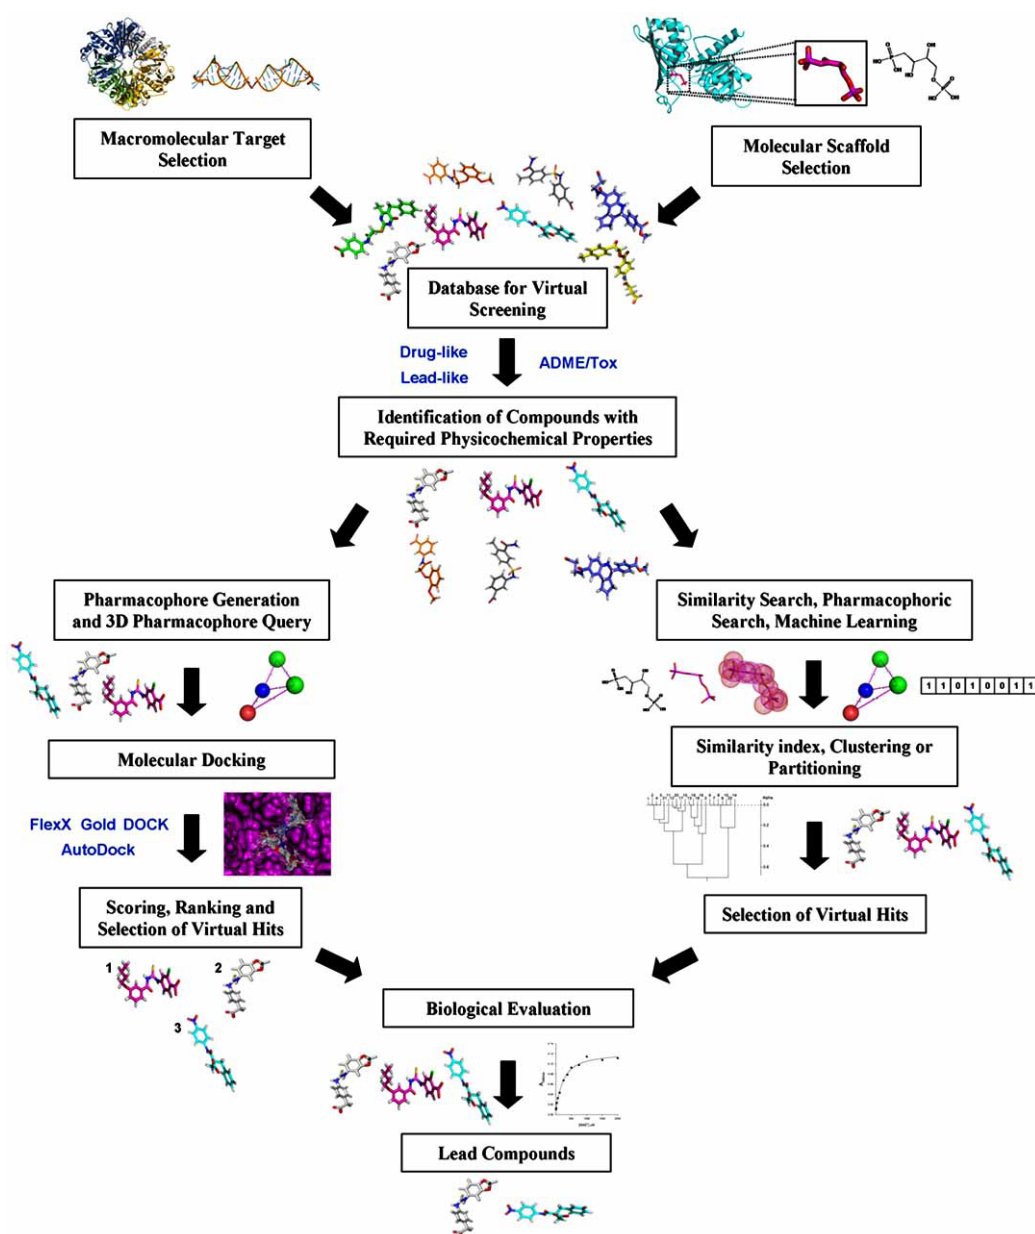 Macromolecular Target
Selection
Molecular Scaffold
Selection
Database for Virtual
Screening
Drug-like
Lead-like
ADME/Tox
Identification of Compounds with
Required Physicochemical Properties
Pharmacophore Generation
and 3D Pharmacophore Query
Similarity Search, Pharmacophoric
Search, Machine Learning
1 1 0 1 0 0 1 1
Molecular Docking
Similarity index, Clustering or
Partitioning
FlexX Gold DOCK
AutoDock
Scoring, Ranking and
Selection of Virtual Hits
Selection of Virtual Hits
1
2
3
Biological Evaluation
Lead Compounds